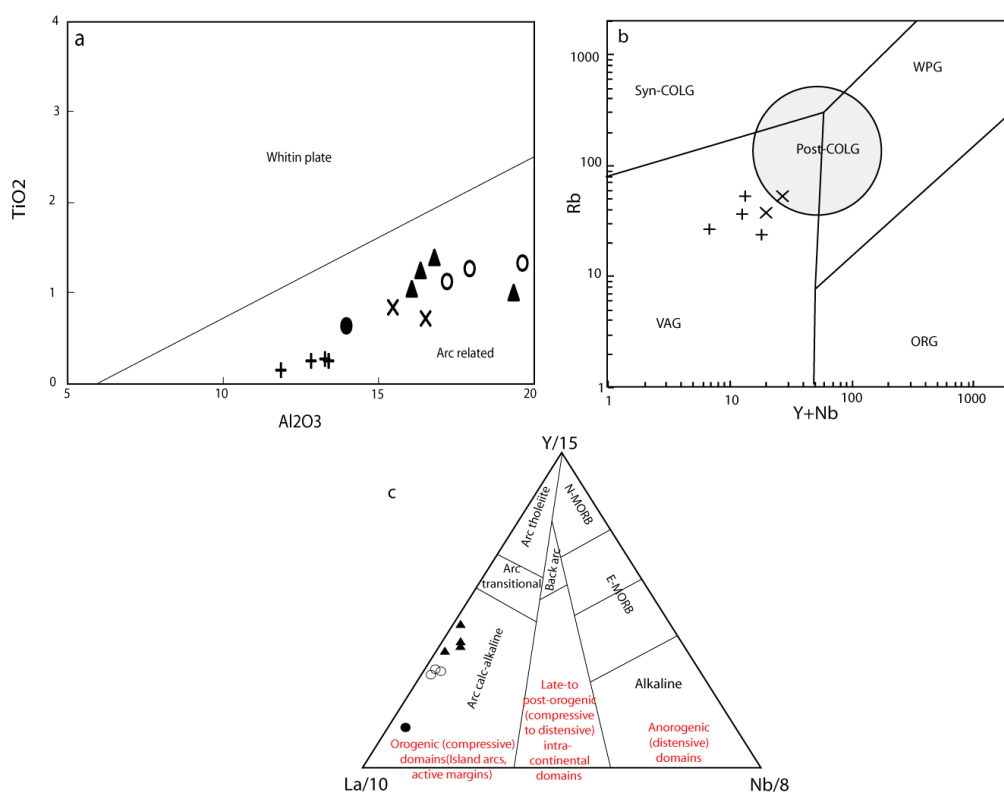 a
4
3
2
1
0
TiO2
Whitin plate
Arc related
5
10
15
20
Al2O3
b
1000
100
10
1
Rb
Syn-COLG
WPG
Post-COLG
VAG
ORG
1
10
100
1000
Y+Nb
c
Y/15
Arc tholeiite
N-MORB
Arc
transitional
Back arc
E-MORB
Arc calc-alkaline
Alkaline
Late-to
post-orogenic
(compressive
to distensive)
intra-
continental
domains
Orogenic (compressive)
domains(Island arcs,
active margins)
Anorogenic
(distensive)
domains
La/10
Nb/8